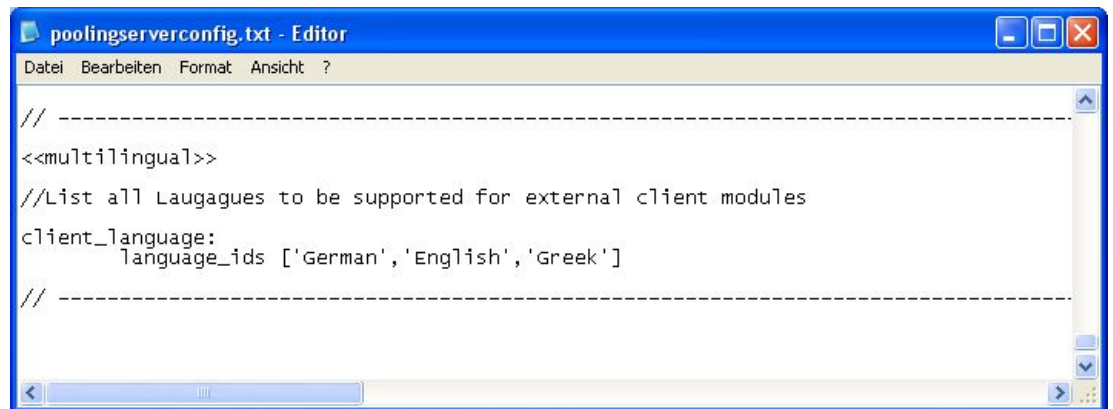 poolingserverconfig.txt - Editor
Datei Bearbeiten Format Ansicht ?
// ---------------------------------------------------------------------------------
<<multilingual>>
//List all Laugagues to be supported for external client modules
client_language:
language_ids ['German','English','Greek']
// ---------------------------------------------------------------------------------